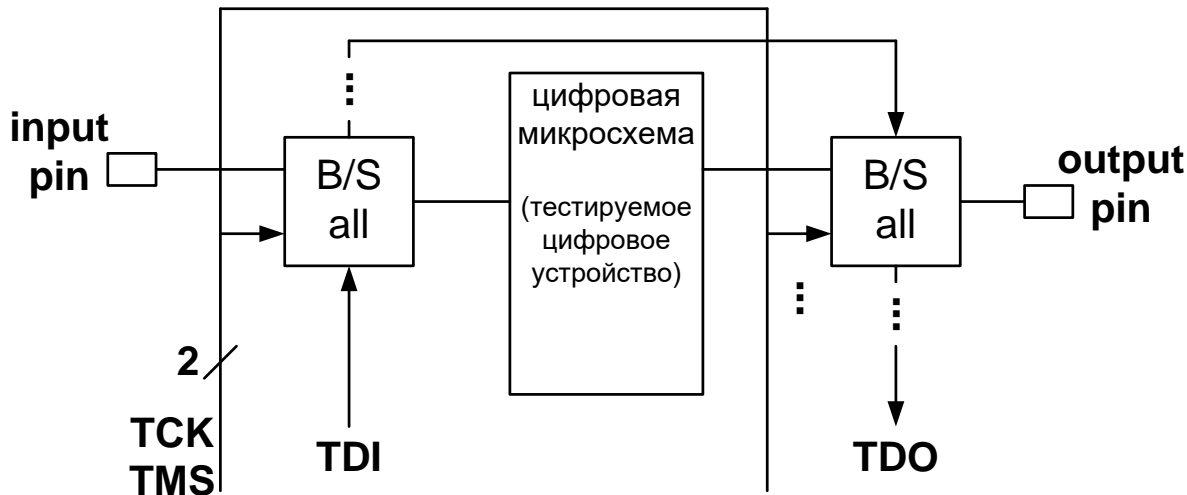 цифровая
микросхема
(тестируемое
цифровое
устройство)
input
pin
B/S
all
B/S
all
output
pin
2
TCK
TMS
TDI
TDO